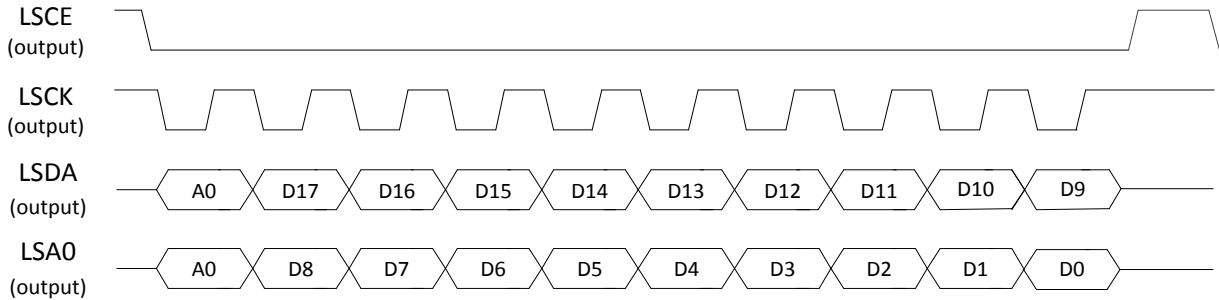 LSCE
(output)
LSCK
(output)
LSDA
(output)
A0 D17 D16 D15 D14 D13 D12 D11 D10 D9
LSA0
(output)
A0 D8 D7 D6 D5 D4 D3 D2 D1 D0